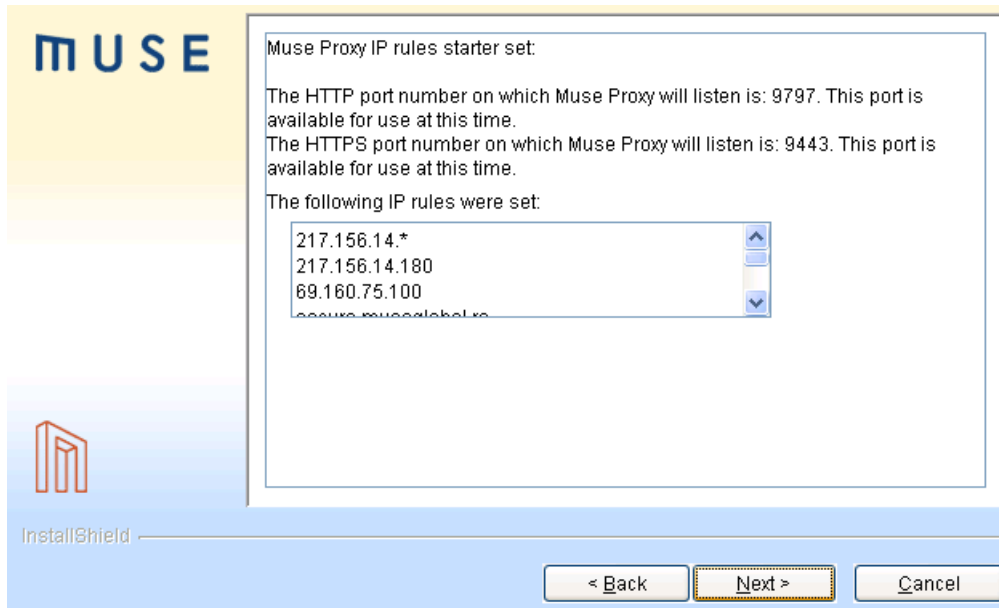 MUSE
Muse Proxy IP rules starter set:
The HTTP port number on which Muse Proxy will listen is: 9797. This port is
available for use at this time.
The HTTPS port number on which Muse Proxy will listen is: 9443. This port is
available for use at this time.
The following IP rules were set:
217.156.14.*
217.156.14.180
69.160.75.100
InstallShield
< Back
Next >
Cancel